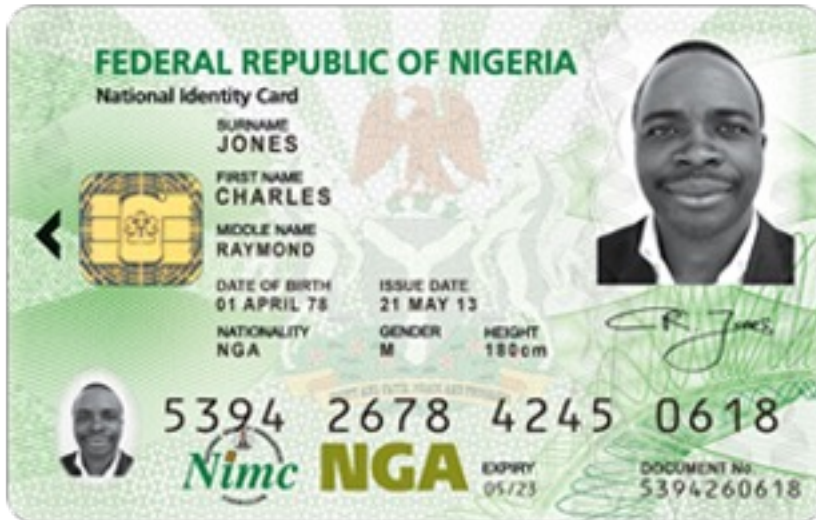 FEDERAL REPUBLIC OF NIGERIA
National Identity Card
SURNAME
JONES
FIRST NAME
CHARLES
MIDDLE NAME
RAYMOND
DATE OF BIRTH ISSUE DATE
01 APRIL 78 21 MAY 13
NATIONALITY GENDER HEIGHT
NGA M 180cm
CR Jones
5394 2678 4245 0618
Nimc NGA
EXPIRY DOCUMENT No
05/23 5394260618